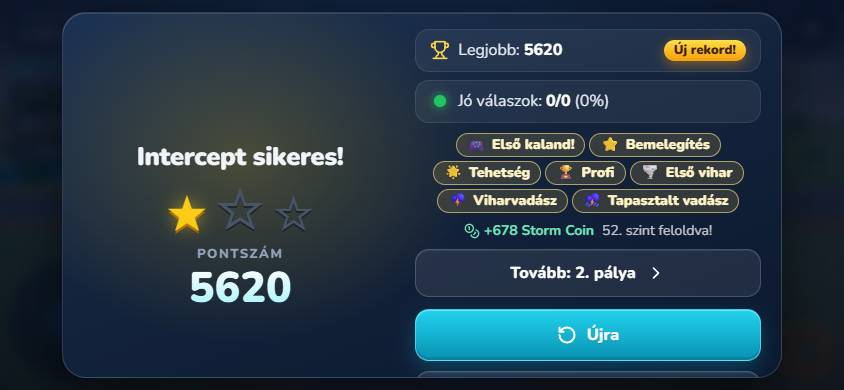 Intercept sikeres!
PONTSZÁM
5620
Legjobb: 5620
Új rekord!
Jó válaszok: 0/0 (0%)
Első kaland! Bemelegítés
Tehetség Profi Első vihar
Viharvadász Tapasztalt vadász
+678 Storm Coin 52. szint feloldva!
Tovább: 2. pálya
Újra